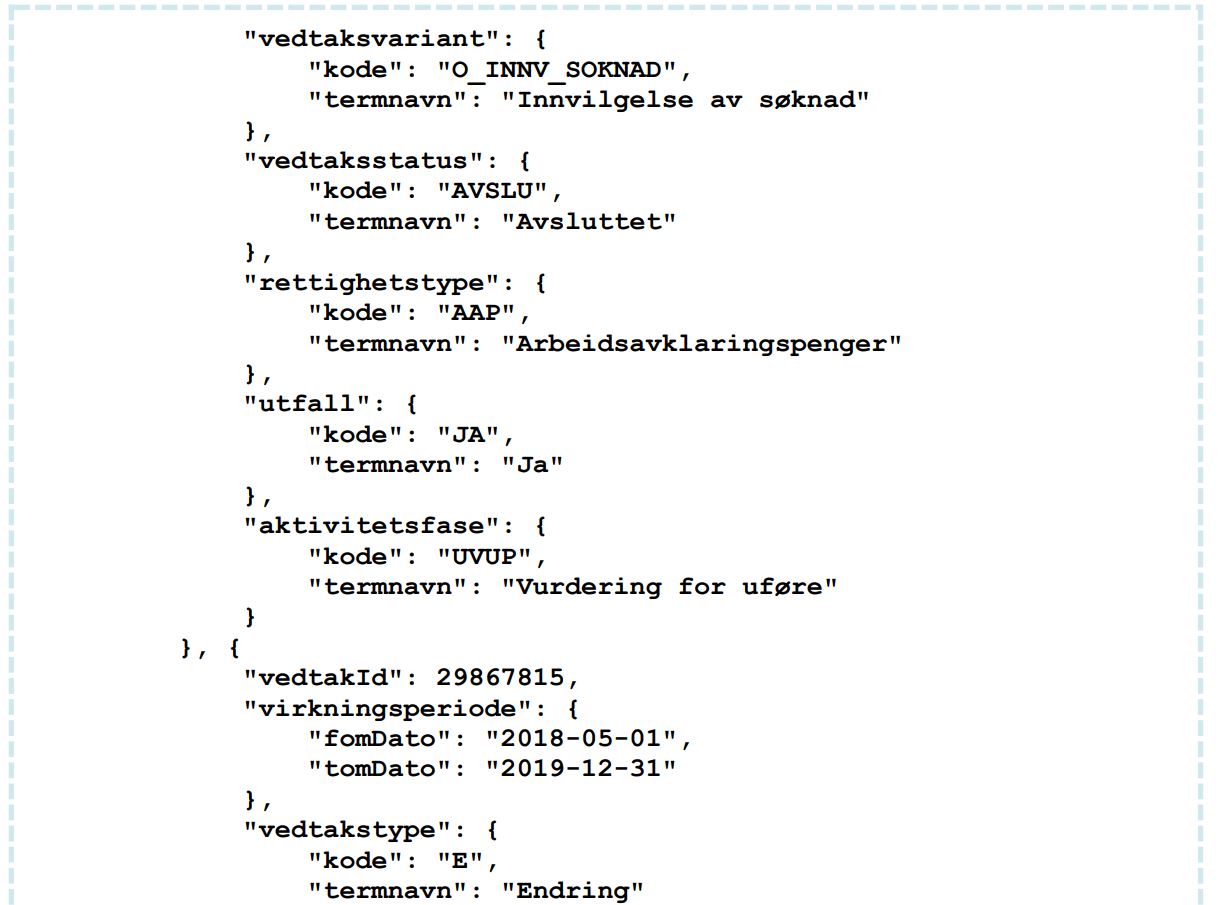 "vedtaksvariant": {
"kode": "O_INNV_SOKNAD",
"termnavn": "Innvilgelse av søknad"
},
"vedtaksstatus": {
"kode": "AVSLU",
"termnavn": "Avsluttet"
},
"rettighetstype": {
"kode": "AAP",
"termnavn": "Arbeidsavklaringspenger"
},
"utfall": {
"kode": "JA",
"termnavn": "Ja"
},
"aktivitetsfase": {
"kode": "UVUP",
"termnavn": "Vurdering for uføre"
}
}, {
"vedtakId": 29867815,
"virkningsperiode": {
"fomDato": "2018-05-01",
"tomDato": "2019-12-31"
},
"vedtakstype": {
"kode": "E",
"termnavn": "Endring"